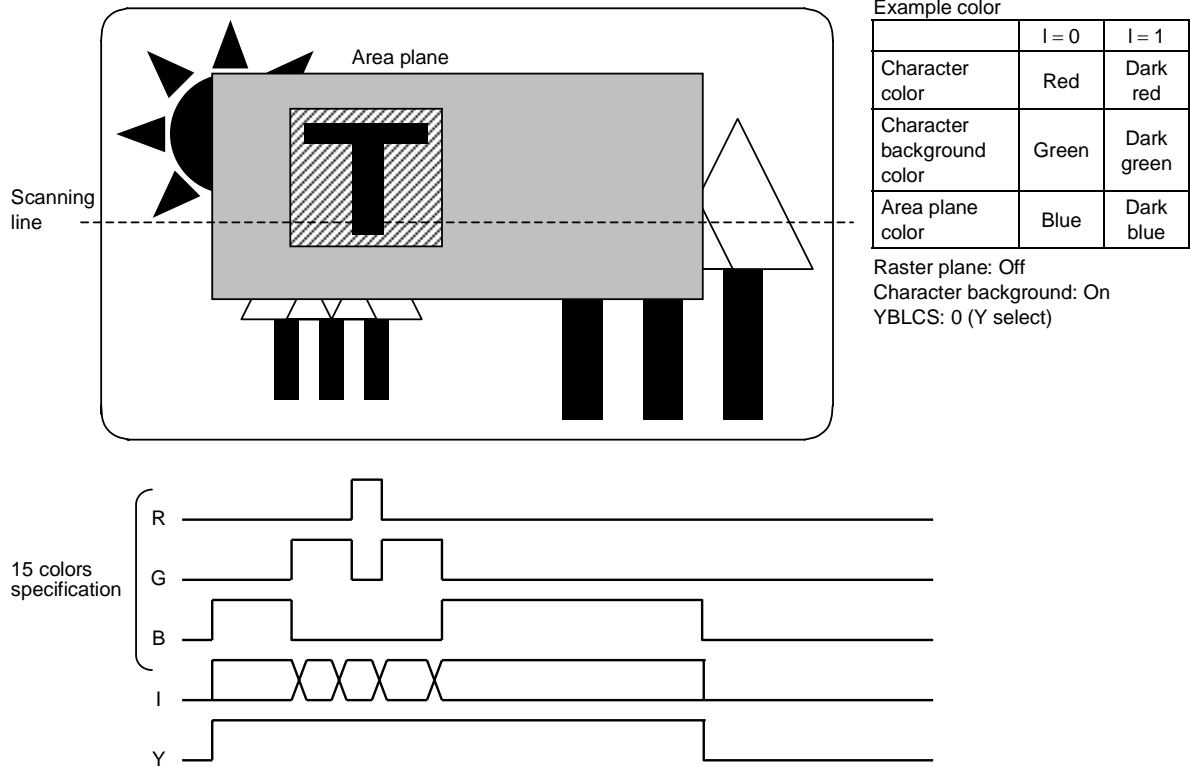 Example color
I = 0 I = 1
Character color Red Dark red
Character background color Green Dark green
Area plane color Blue Dark blue
Raster plane: Off
Character background: On
YBLCS: 0 (Y select)
Area plane
T
Scanning
line
15 colors
specification
R
G
B
I
Y